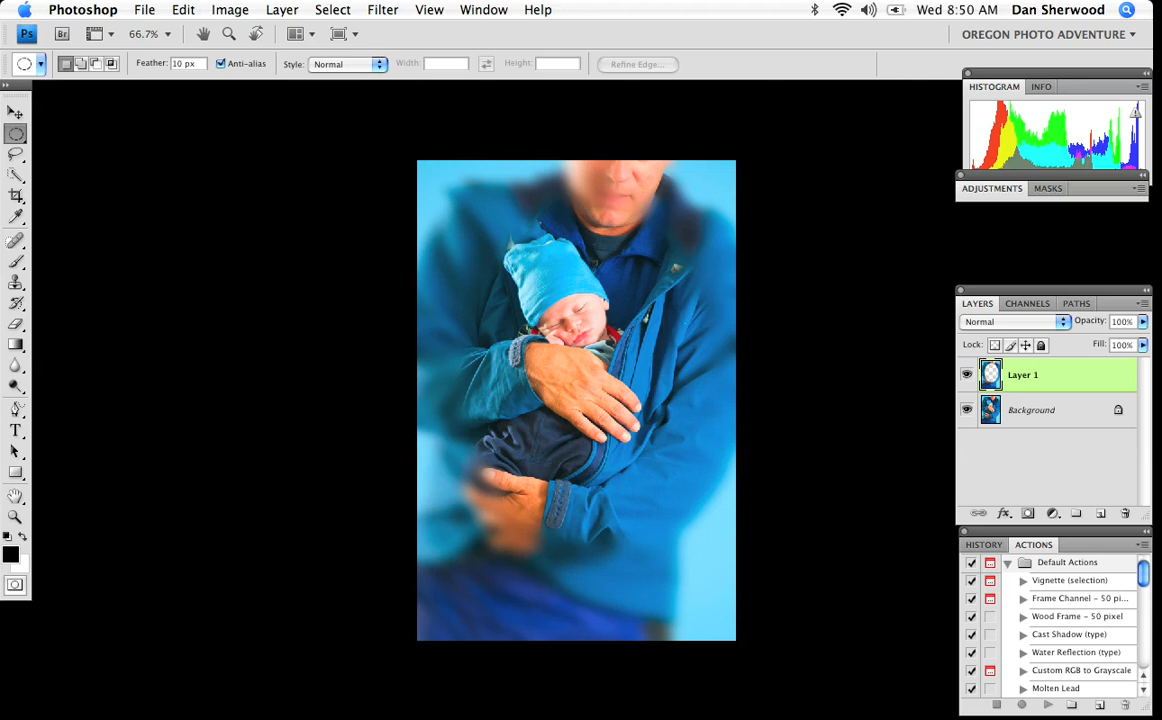 Photoshop File Edit Image Layer Select Filter View Window Help Wed 8:50 AM Dan Sherwood
Ps Br 66.7% OREGON PHOTO ADVENTURE
Feather: 10 px Anti-alias Style: Normal Width: Height: Refine Edge...
HISTOGRAM INFO
ADJUSTMENTS MASKS
LAYERS CHANNELS PATHS
Normal Opacity: 100%
Lock: Fill: 100%
Layer 1
Background
fx
HISTORY ACTIONS
Default Actions
Vignette (selection)
Frame Channel - 50 pi...
Wood Frame - 50 pixel
Cast Shadow (type)
Water Reflection (type)
Custom RGB to Grayscale
Molten Lead
T